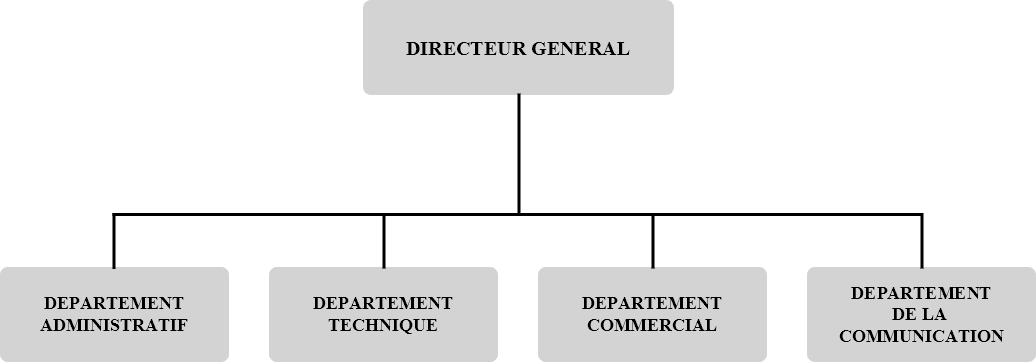 DIRECTEUR GENERAL
DEPARTEMENT
ADMINISTRATIF
DEPARTEMENT
TECHNIQUE
DEPARTEMENT
COMMERCIAL
DEPARTEMENT
DE LA
COMMUNICATION